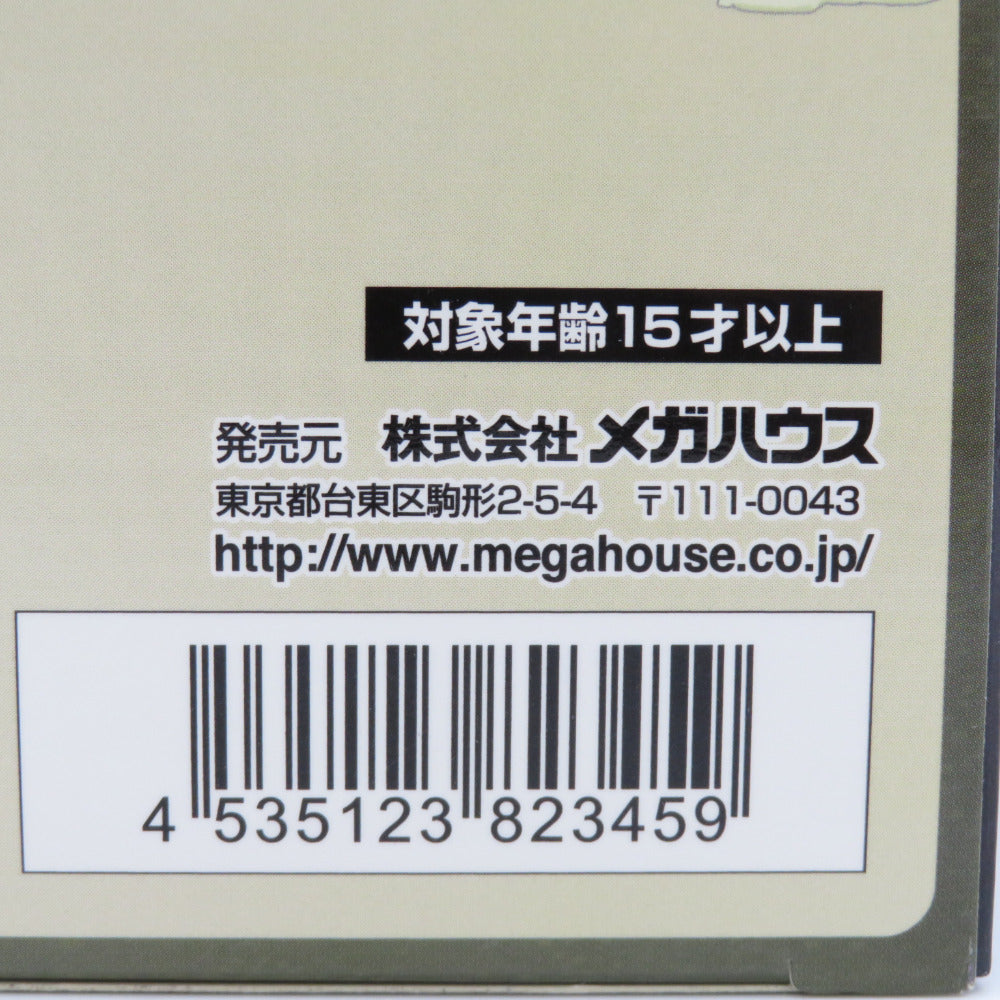 対象年齢15才以上
発売元 株式会社 メガハウス
東京都台東区駒形2-5-4 〒111-0043
http://www.megahouse.co.jp/
4 535123 823459